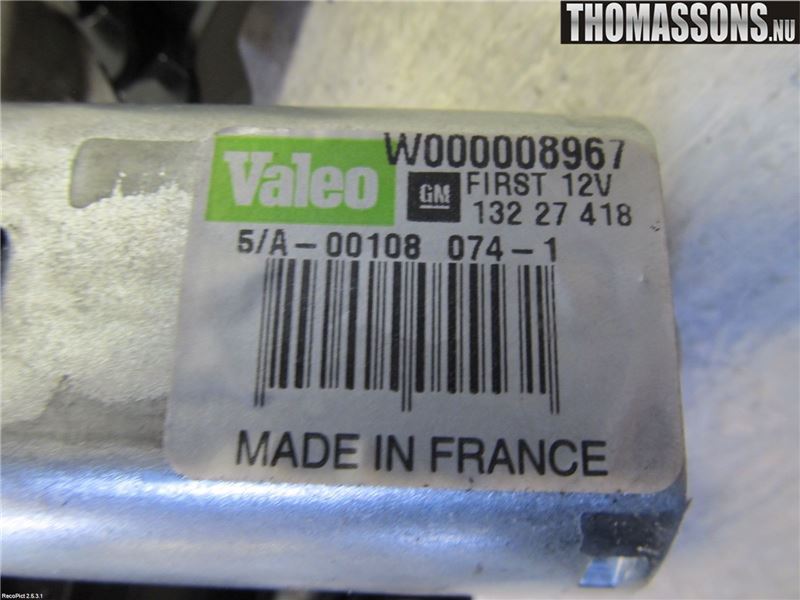 THOMASSONS.NU
W000008967
Valeo
GM
FIRST 12V
132 27 418
5/A-00108 074-1
MADE IN FRANCE
RecoPict 2.5.3.1